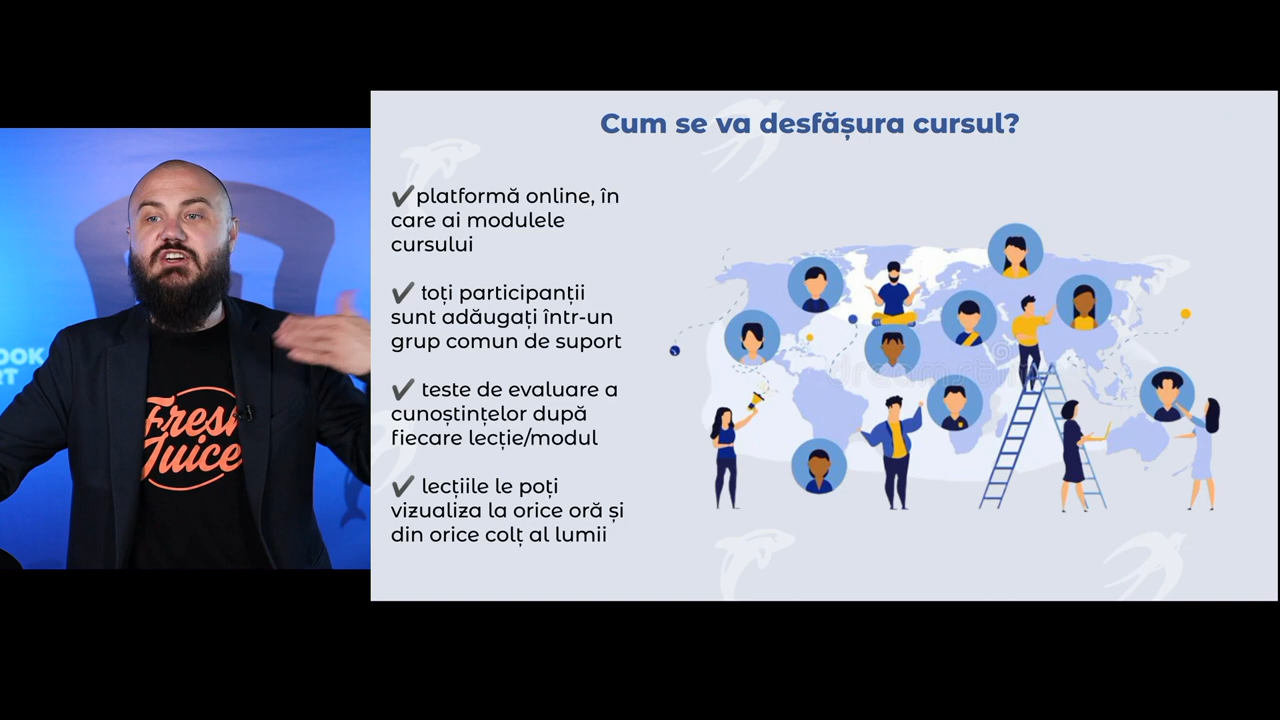 Cum se va desfășura cursul?
✔platformă online, în
care ai modulele
cursului
✔ toți participanții
sunt adăugați într-un
grup comun de suport
✔ teste de evaluare a
cunoștințelor după
fiecare lecție/modul
✔ lecțiile le poți
vizualiza la orice oră și
din orice colț al lumii
Fresh
Juice
OOK
RT